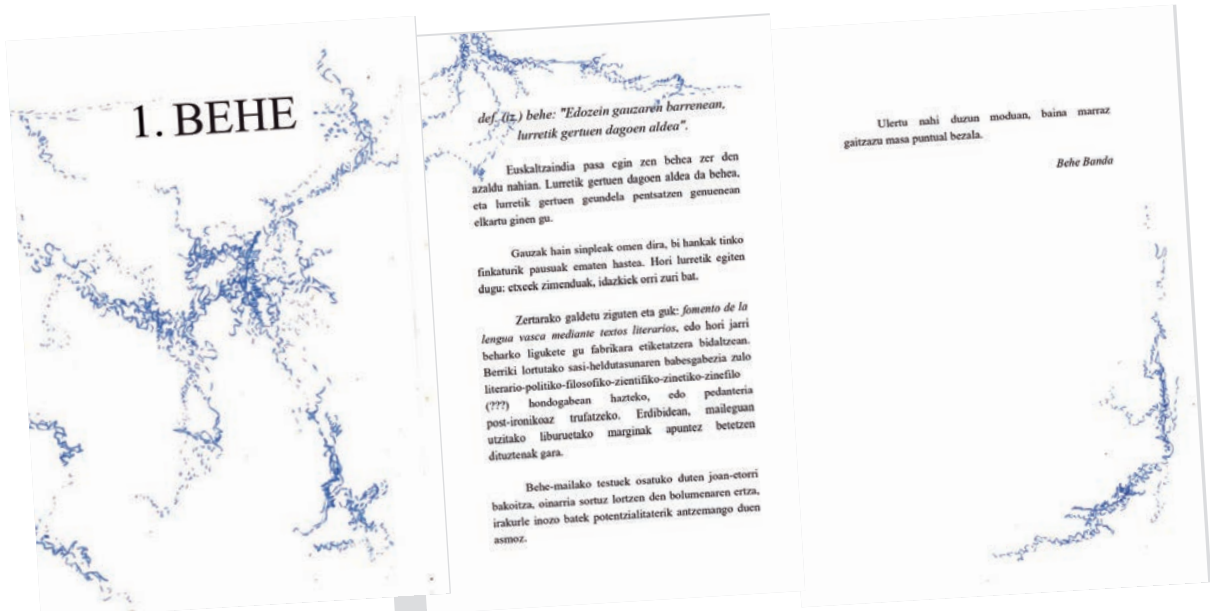 1. BEHE
def. (iz.) behe: "Edozein gauzaren barrenean,
lurretik gertuen dagoen aldea".
Euskaltzaindia pasa egin zen behea zer den
azaldu nahian. Lurretik gertuen dagoen aldea da behea,
eta lurretik gertuen geundela pentsatzen genuenean
elkartu ginen gu.
Gauzak hain sinpleak omen dira, bi hankak tinko
finkaturik pausuak ematen hastea. Hori lurretik egiten
dugu: etxeek zimenduak, idazkiek orri zuri bat.
Zertarako galdetu ziguten eta guk: fomento de la
lengua vasca mediante textos literarios, edo hori jarri
beharko ligukete gu fabrikara etiketatzera bidaltzean.
Berriki lortutako sasi-heldutasunaren babesgabezia zulo
literario-politiko-filosofiko-zientifiko-zinetiko-zinefilo
(???) hondogabean hazteko, edo pedanteria
post-ironikoaz trufatzeko. Erdibidean, maileguan
utzitako liburuetako marginak apuntez betetzen
dituztenak gara.
Behe-mailako testuek osatuko duten joan-etorri
bakoitza, oinarria sortuz lortzen den bolumenaren ertza,
irakurle inozo batek potentzialitaterik antzemango duen
asmoz.
Ulertu nahi duzun moduan, baina marraz
gaitzazu masa puntual bezala.
Behe Banda